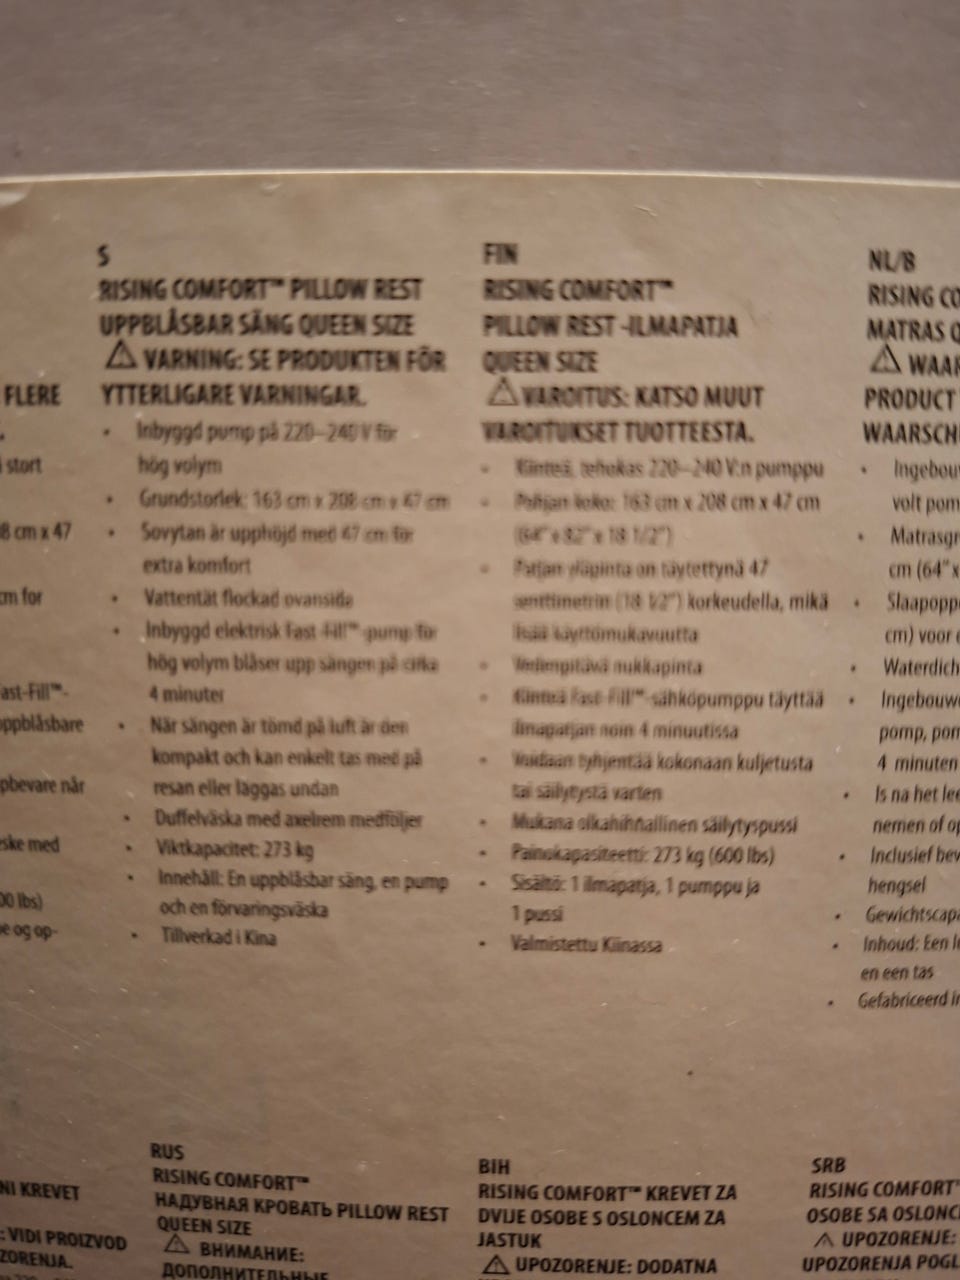 FLERE
stort
8 cm x 47
cm for
ast-Fill™-
oppblåsbare
pbevare når
ske med
00 lbs)
e og op-
S
RISING COMFORT™ PILLOW REST
UPPBLÅSBAR SÄNG QUEEN SIZE
⚠ VARNING: SE PRODUKTEN FÖR
YTTERLIGARE VARNINGAR.
• Inbyggd pump på 220–240 V för
hög volym
• Grundstorlek: 163 cm x 208 cm x 47 cm
• Sovytan är upphöjd med 47 cm för
extra komfort
• Vattentät flockad ovansida
• Inbyggd elektrisk Fast-Fill™-pump för
hög volym blåser upp sängen på cirka
4 minuter
• När sängen är tömd på luft är den
kompakt och kan enkelt tas med på
resan eller läggas undan
• Duffelväska med axelrem medföljer
• Viktkapacitet: 273 kg
• Innehåll: En uppblåsbar säng, en pump
och en förvaringsväska
• Tillverkad i Kina
FIN
RISING COMFORT™
PILLOW REST -ILMAPATJA
QUEEN SIZE
⚠ VAROITUS: KATSO MUUT
VAROITUKSET TUOTTEESTA.
• Kiinteä, tehokas 220–240 V:n pumppu
• Pohjan koko: 163 cm x 208 cm x 47 cm
(64" x 82" x 18 1/2")
• Patjan yläpinta on täytettynä 47
senttimetrin (18 1/2") korkeudella, mikä
lisää käyttömukavuutta
• Vedenpitävä nukkapinta
• Kiinteä Fast-Fill™-sähköpumppu täyttää
ilmapatjan noin 4 minuutissa
• Voidaan tyhjentää kokonaan kuljetusta
tai säilytystä varten
• Mukana olkahihnallinen säilytyspussi
• Painokapasiteetti: 273 kg (600 lbs)
• Sisältö: 1 ilmapatja, 1 pumppu ja
1 pussi
• Valmistettu Kiinassa
NL/B
RISING CO
MATRAS Q
⚠ WAAR
PRODUCT
WAARSCH
• Ingebou
volt pom
• Matrasgr
cm (64" x
• Slaapopp
cm) voor e
• Waterdich
• Ingebouwe
pomp, pom
4 minuten
• Is na het lee
nemen of op
• Inclusief bev
hengsel
• Gewichtscapa
• Inhoud: Een l
en een tas
• Gefabriceerd in
NI KREVET
: VIDI PROIZVOD
ZORENJA.
RUS
RISING COMFORT™
НАДУВНАЯ КРОВАТЬ PILLOW REST
QUEEN SIZE
⚠ ВНИМАНИЕ:
ДОПОЛНИТЕЛЬНЫЕ
BIH
RISING COMFORT™ KREVET ZA
DVIJE OSOBE S OSLONCEM ZA
JASTUK
⚠ UPOZORENJE: DODATNA
SRB
RISING COMFORT™
OSOBE SA OSLONC
⚠ UPOZORENJE:
UPOZORENJA POGL